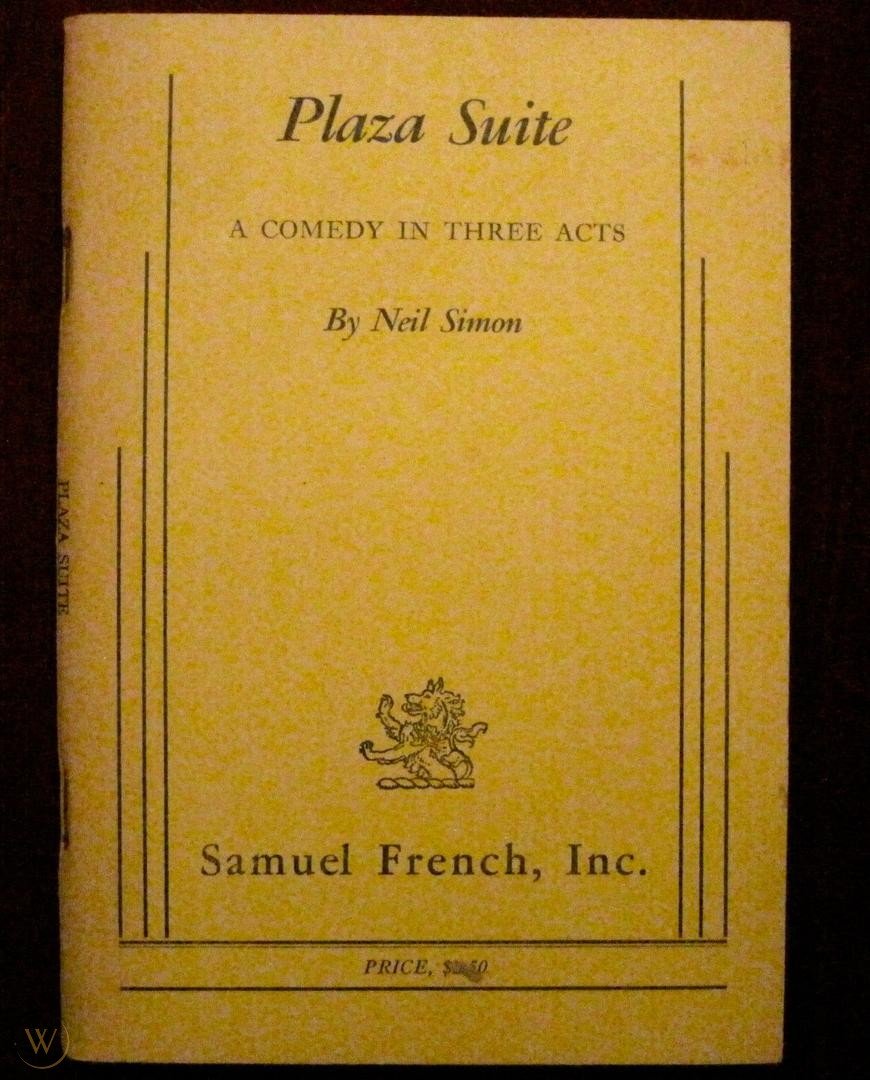 Plaza Suite
A COMEDY IN THREE ACTS
By Neil Simon
PLAZA SUITE
Samuel French, Inc.
PRICE,
W